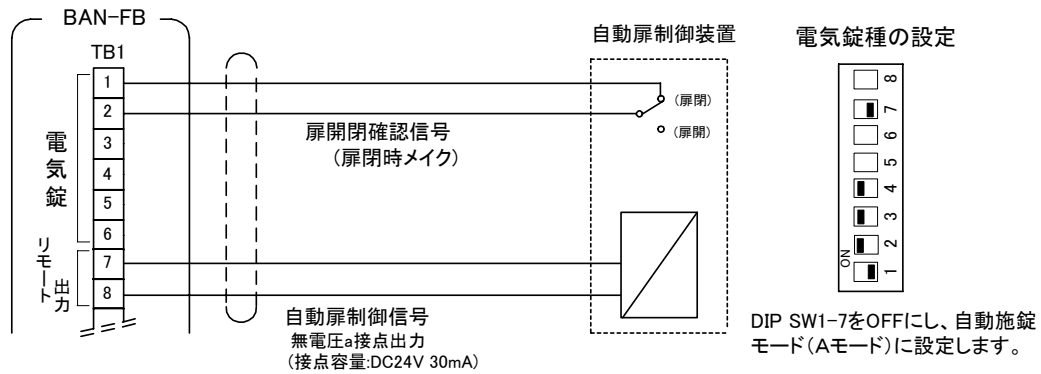 BAN-FB
TB1
1
2
3
4
5
6
7
8
電気錠
リモート
出力
扉開閉確認信号
(扉閉時メイク)
自動扉制御信号
無電圧a接点出力
(接点容量:DC24V 30mA)
自動扉制御装置
(扉閉)
(扉開)
電気錠種の設定
8
7
6
5
4
3
2
1
ON
DIP SW1-7をOFFにし、自動施錠
モード(Aモード)に設定します。